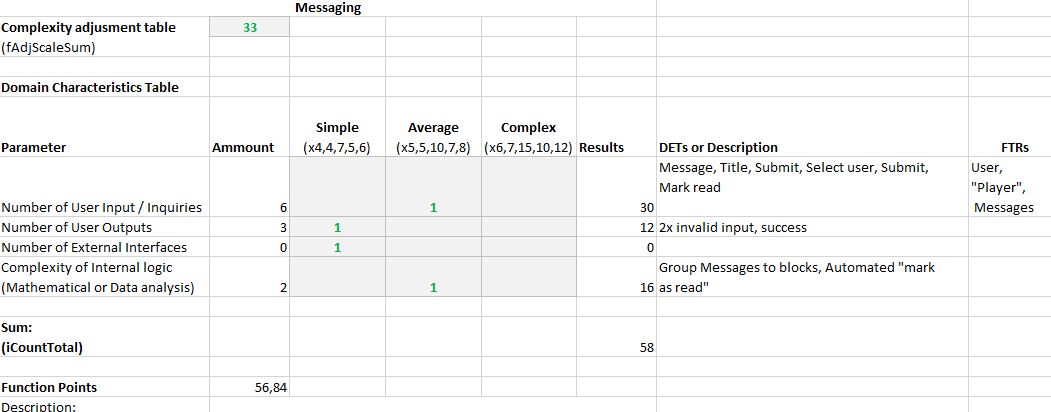 Messaging
Complexity adjusment table 33
(fAdjScaleSum)
Domain Characteristics Table
Simple Average Complex
Parameter Ammount (x4,4,7,5,6) (x5,5,10,7,8) (x6,7,15,10,12) Results DETs or Description FTRs
Message, Title, Submit, Select user, Submit, User,
Mark read "Player",
Number of User Input / Inquiries 6 1 30 Messages
Number of User Outputs 3 1 12 2x invalid input, success
Number of External Interfaces 0 1 0
Complexity of Internal logic Group Messages to blocks, Automated "mark
(Mathematical or Data analysis) 2 1 16 as read"
Sum:
(iCountTotal) 58
Function Points 56,84
Description: